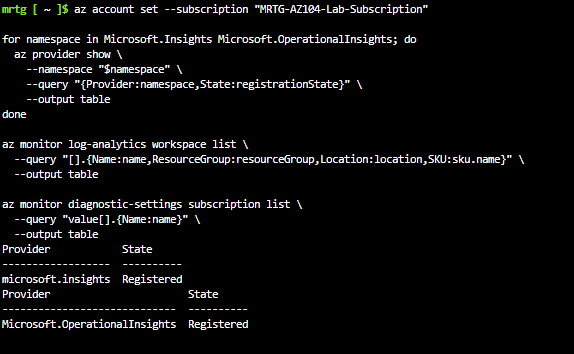 mrtg [ ~ ]$ az account set --subscription "MRTG-AZ104-Lab-Subscription"
for namespace in Microsoft.Insights Microsoft.OperationalInsights; do
  az provider show \
    --namespace "$namespace" \
    --query "{Provider:namespace,State:registrationState}" \
    --output table
done
az monitor log-analytics workspace list \
  --query "[].{Name:name,ResourceGroup:resourceGroup,Location:location,SKU:sku.name}" \
  --output table
az monitor diagnostic-settings subscription list \
  --query "value[].{Name:name}" \
  --output table
Provider            State
------------------  ----------
microsoft.insights  Registered
Provider                       State
-----------------------------  ----------
Microsoft.OperationalInsights  Registered